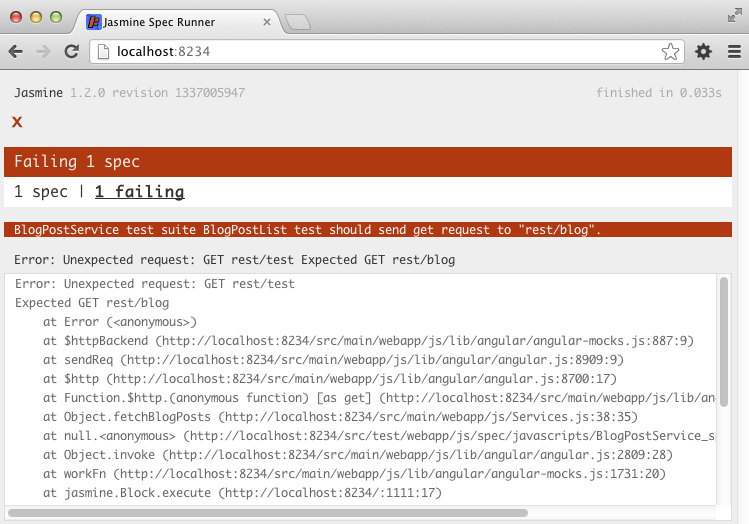 Jasmine Spec Runner
localhost:8234
Jasmine 1.2.0 revision 1337005947 finished in 0.033s
x
Failing 1 spec
1 spec | 1 failing
BlogPostService test suite BlogPostList test should send get request to "rest/blog".
Error: Unexpected request: GET rest/test Expected GET rest/blog
Error: Unexpected request: GET rest/test
Expected GET rest/blog
at Error (<anonymous>)
at $httpBackend (http://localhost:8234/src/main/webapp/js/lib/angular/angular-mocks.js:887:9)
at sendReq (http://localhost:8234/src/main/webapp/js/lib/angular/angular.js:8909:9)
at $http (http://localhost:8234/src/main/webapp/js/lib/angular/angular.js:8700:17)
at Function.$http.(anonymous function) [as get] (http://localhost:8234/src/main/webapp/js/lib/an
at Object.fetchBlogPosts (http://localhost:8234/src/main/webapp/js/Services.js:38:35)
at null.<anonymous> (http://localhost:8234/src/test/webapp/js/spec/javascripts/BlogPostService_s
at Object.invoke (http://localhost:8234/src/main/webapp/js/lib/angular/angular.js:2809:28)
at workFn (http://localhost:8234/src/main/webapp/js/lib/angular/angular-mocks.js:1731:20)
at jasmine.Block.execute (http://localhost:8234/:1111:17)